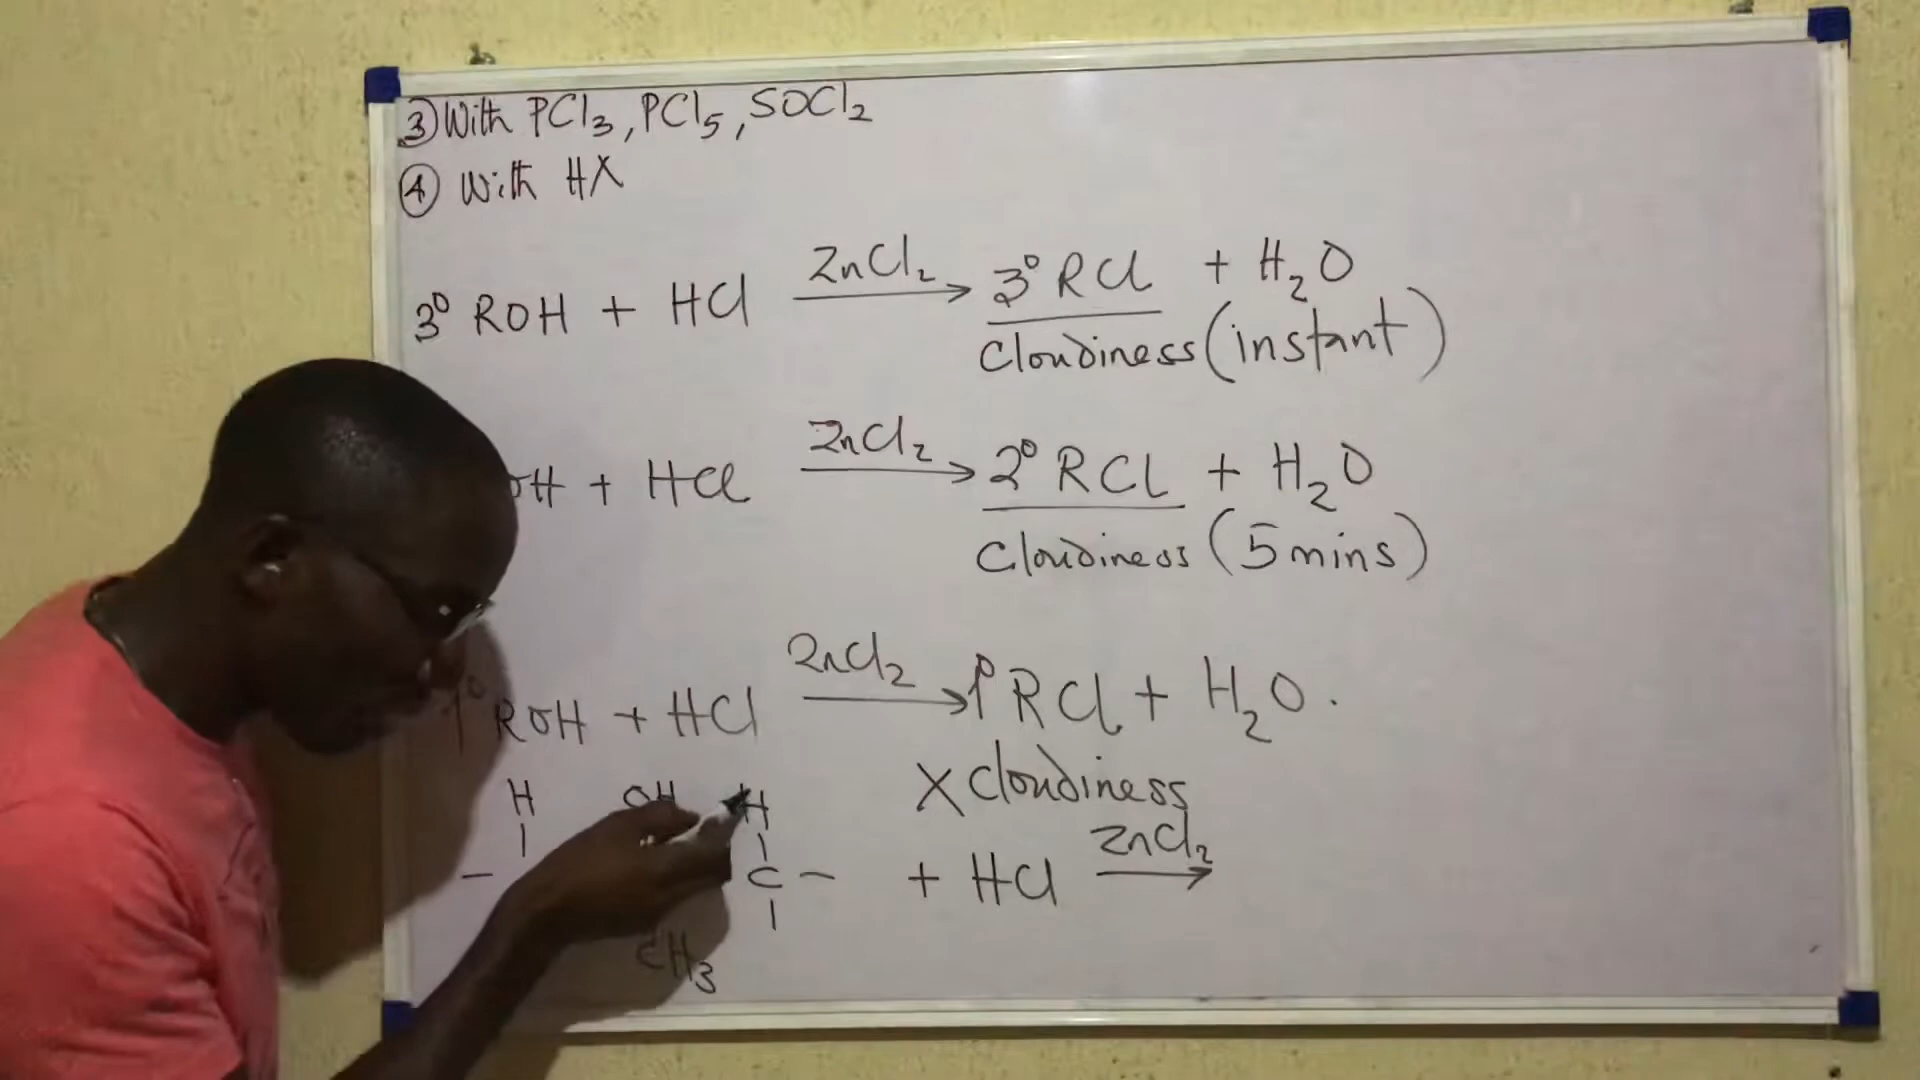 ③ With PCl₃, PCl₅, SOCl₂
④ With HX
ZnCl₂
3° ROH + HCl → 3° RCl + H₂O
Cloudiness (instant)
ZnCl₂
OH + HCl → 2° RCl + H₂O
Cloudiness (5 mins)
ZnCl₂
1° ROH + HCl → 1° RCl + H₂O.
X Cloudiness
H OH H
ZnCl₂
– C – + HCl →
CH₃